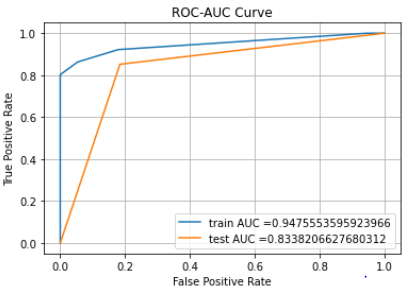 ROC-AUC Curve
1.0
0.8
0.6
0.4
0.2
0.0
True Positive Rate
train AUC =0.9475553595923966
test AUC =0.8338206627680312
0.0 0.2 0.4 0.6 0.8 1.0
False Positive Rate